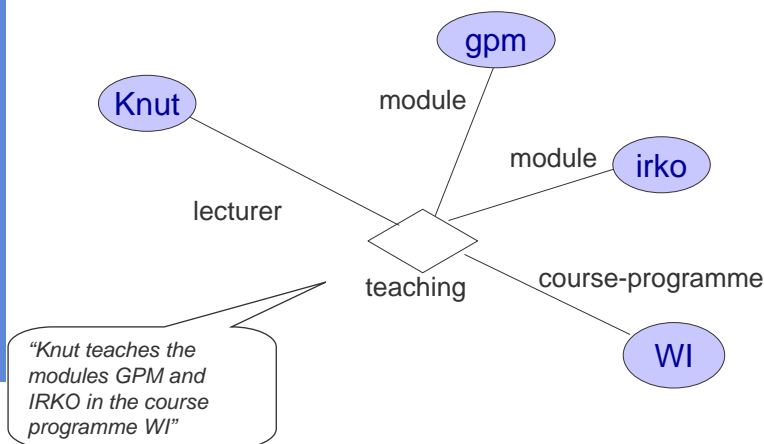 gpm
Knut
module
module
irko
lecturer
teaching
course-programme
WI
“Knut teaches the
modules GPM and
IRKO in the course
programme WI”